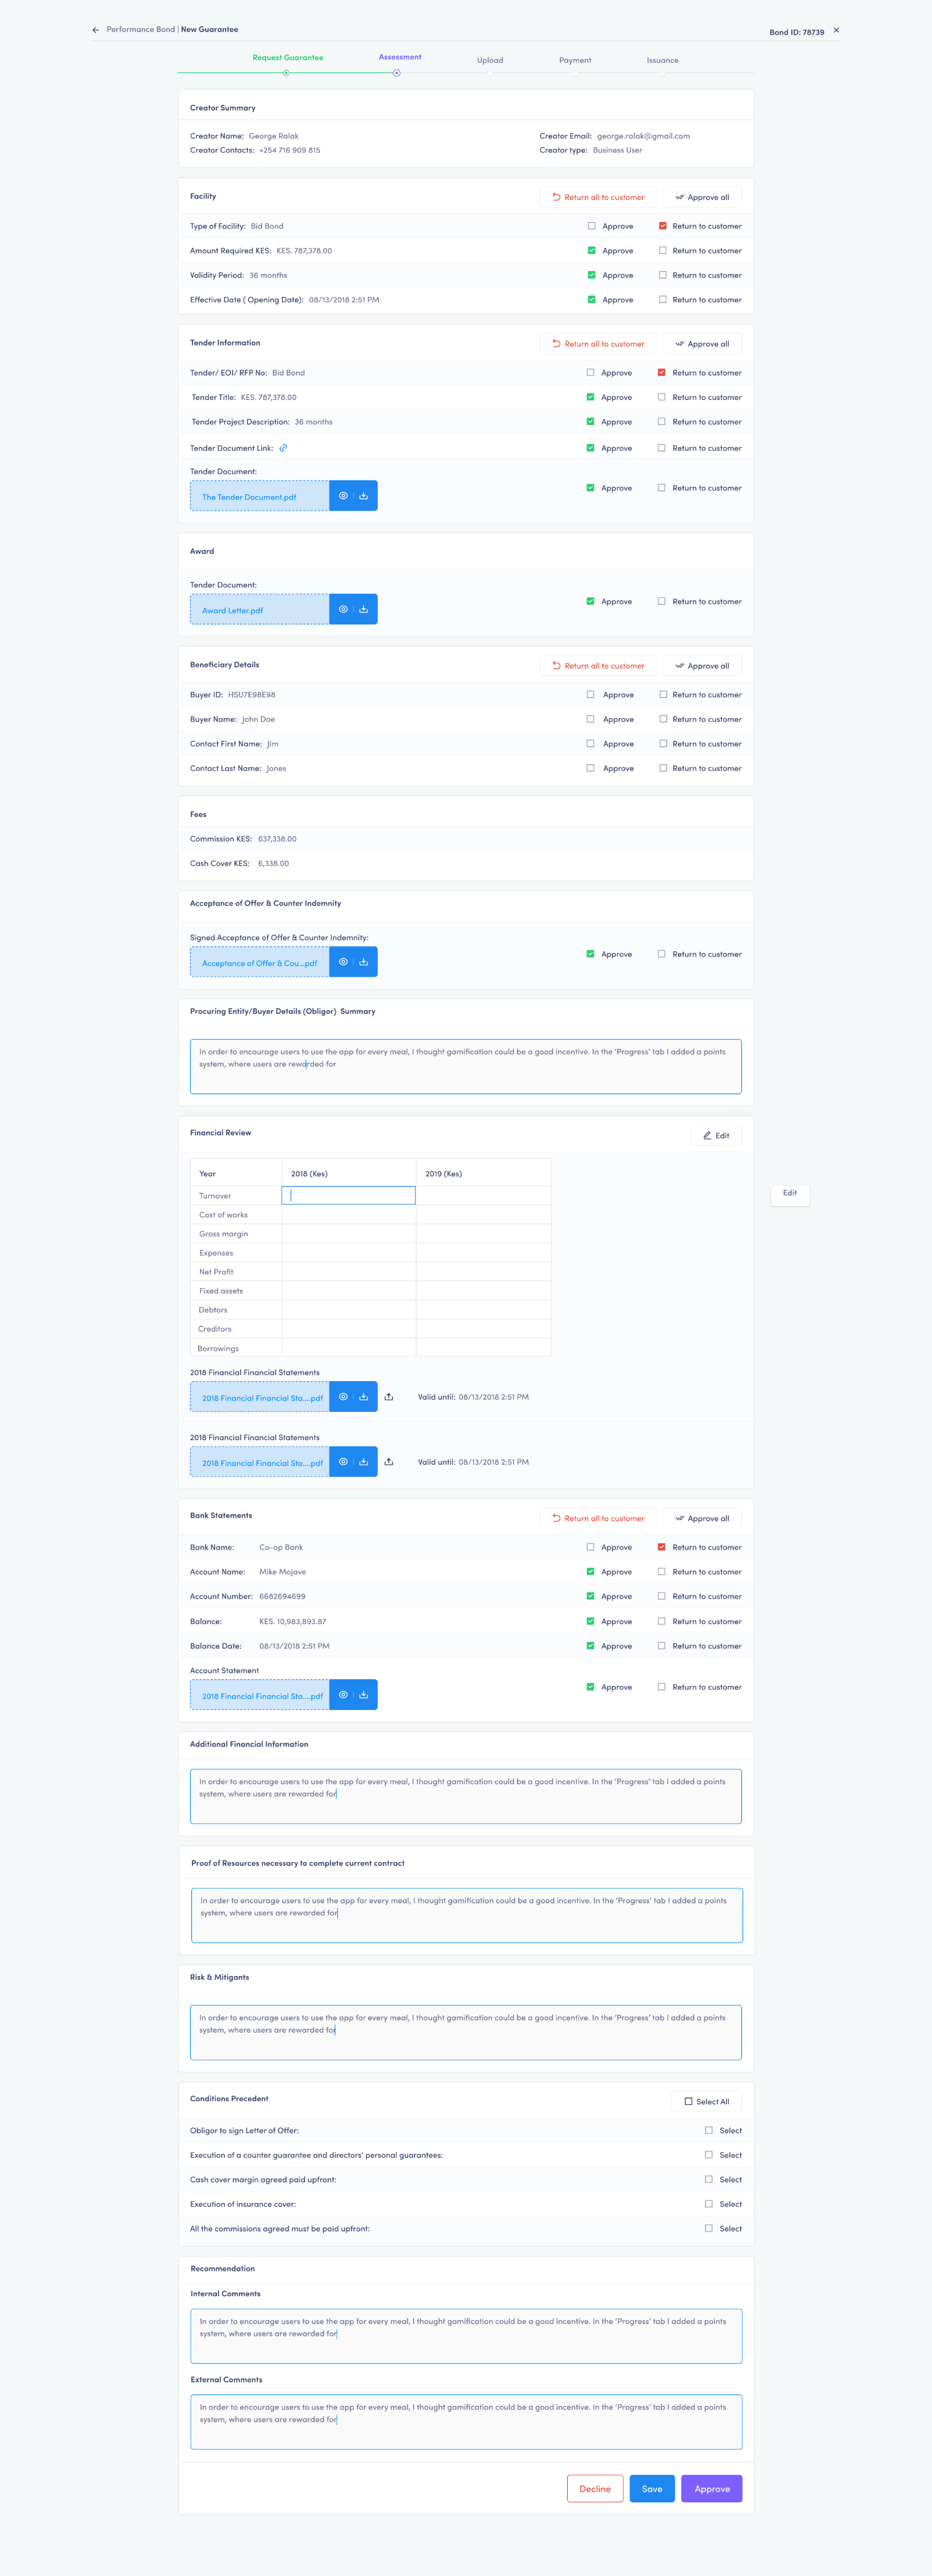 Performance Bond | New Guarantee
Bond ID: 78739
Request Guarantee
Assessment
Upload
Payment
Issuance
Creator Summary
Creator Name: George Ralak
Creator Email: george.ralak@gmail.com
Creator Contacts: +254 716 909 815
Creator type: Business User
Facility
Return all to customer
Approve all
Type of Facility: Bid Bond
Approve
Return to customer
Amount Required KES: KES. 787,378.00
Approve
Return to customer
Validity Period: 36 months
Approve
Return to customer
Effective Date ( Opening Date): 08/13/2018 2:51 PM
Approve
Return to customer
Tender Information
Return all to customer
Approve all
Tender/ EOI/ RFP No: Bid Bond
Approve
Return to customer
Tender Title: KES. 787,378.00
Approve
Return to customer
Tender Project Description: 36 months
Approve
Return to customer
Tender Document Link:
Approve
Return to customer
Tender Document:
The Tender Document.pdf
Approve
Return to customer
Award
Tender Document:
Award Letter.pdf
Approve
Return to customer
Beneficiary Details
Return all to customer
Approve all
Buyer ID: HSU7E98E98
Approve
Return to customer
Buyer Name: John Doe
Approve
Return to customer
Contact First Name: Jim
Approve
Return to customer
Contact Last Name: Jones
Approve
Return to customer
Fees
Commission KES: 637,338.00
Cash Cover KES: 6,338.00
Acceptance of Offer & Counter Indemnity
Signed Acceptance of Offer & Counter Indemnity:
Acceptance of Offer & Cou...pdf
Approve
Return to customer
Procuring Entity/Buyer Details (Obligor) Summary
In order to encourage users to use the app for every meal, I thought gamification could be a good incentive. In the 'Progress' tab I added a points
system, where users are rewarded for
Financial Review
Edit
Year
2018 (Kes)
2019 (Kes)
Turnover
Edit
Cost of works
Gross margin
Expenses
Net Profit
Fixed assets
Debtors
Creditors
Borrowings
2018 Financial Financial Statements
2018 Financial Financial Sta....pdf
Valid until: 08/13/2018 2:51 PM
2018 Financial Financial Statements
2018 Financial Financial Sta....pdf
Valid until: 08/13/2018 2:51 PM
Bank Statements
Return all to customer
Approve all
Bank Name: Co-op Bank
Approve
Return to customer
Account Name: Mike Mojave
Approve
Return to customer
Account Number: 6682694699
Approve
Return to customer
Balance: KES. 10,983,893.87
Approve
Return to customer
Balance Date: 08/13/2018 2:51 PM
Approve
Return to customer
Account Statement
2018 Financial Financial Sta....pdf
Approve
Return to customer
Additional Financial Information
In order to encourage users to use the app for every meal, I thought gamification could be a good incentive. In the 'Progress' tab I added a points
system, where users are rewarded for
Proof of Resources necessary to complete current contract
In order to encourage users to use the app for every meal, I thought gamification could be a good incentive. In the 'Progress' tab I added a points
system, where users are rewarded for
Risk & Mitigants
In order to encourage users to use the app for every meal, I thought gamification could be a good incentive. In the 'Progress' tab I added a points
system, where users are rewarded for
Conditions Precedent
Select All
Obligor to sign Letter of Offer:
Select
Execution of a counter guarantee and directors' personal guarantees:
Select
Cash cover margin agreed paid upfront:
Select
Execution of insurance cover:
Select
All the commissions agreed must be paid upfront:
Select
Recommendation
Internal Comments
In order to encourage users to use the app for every meal, I thought gamification could be a good incentive. In the 'Progress' tab I added a points
system, where users are rewarded for
External Comments
In order to encourage users to use the app for every meal, I thought gamification could be a good incentive. In the 'Progress' tab I added a points
system, where users are rewarded for
Decline
Save
Approve